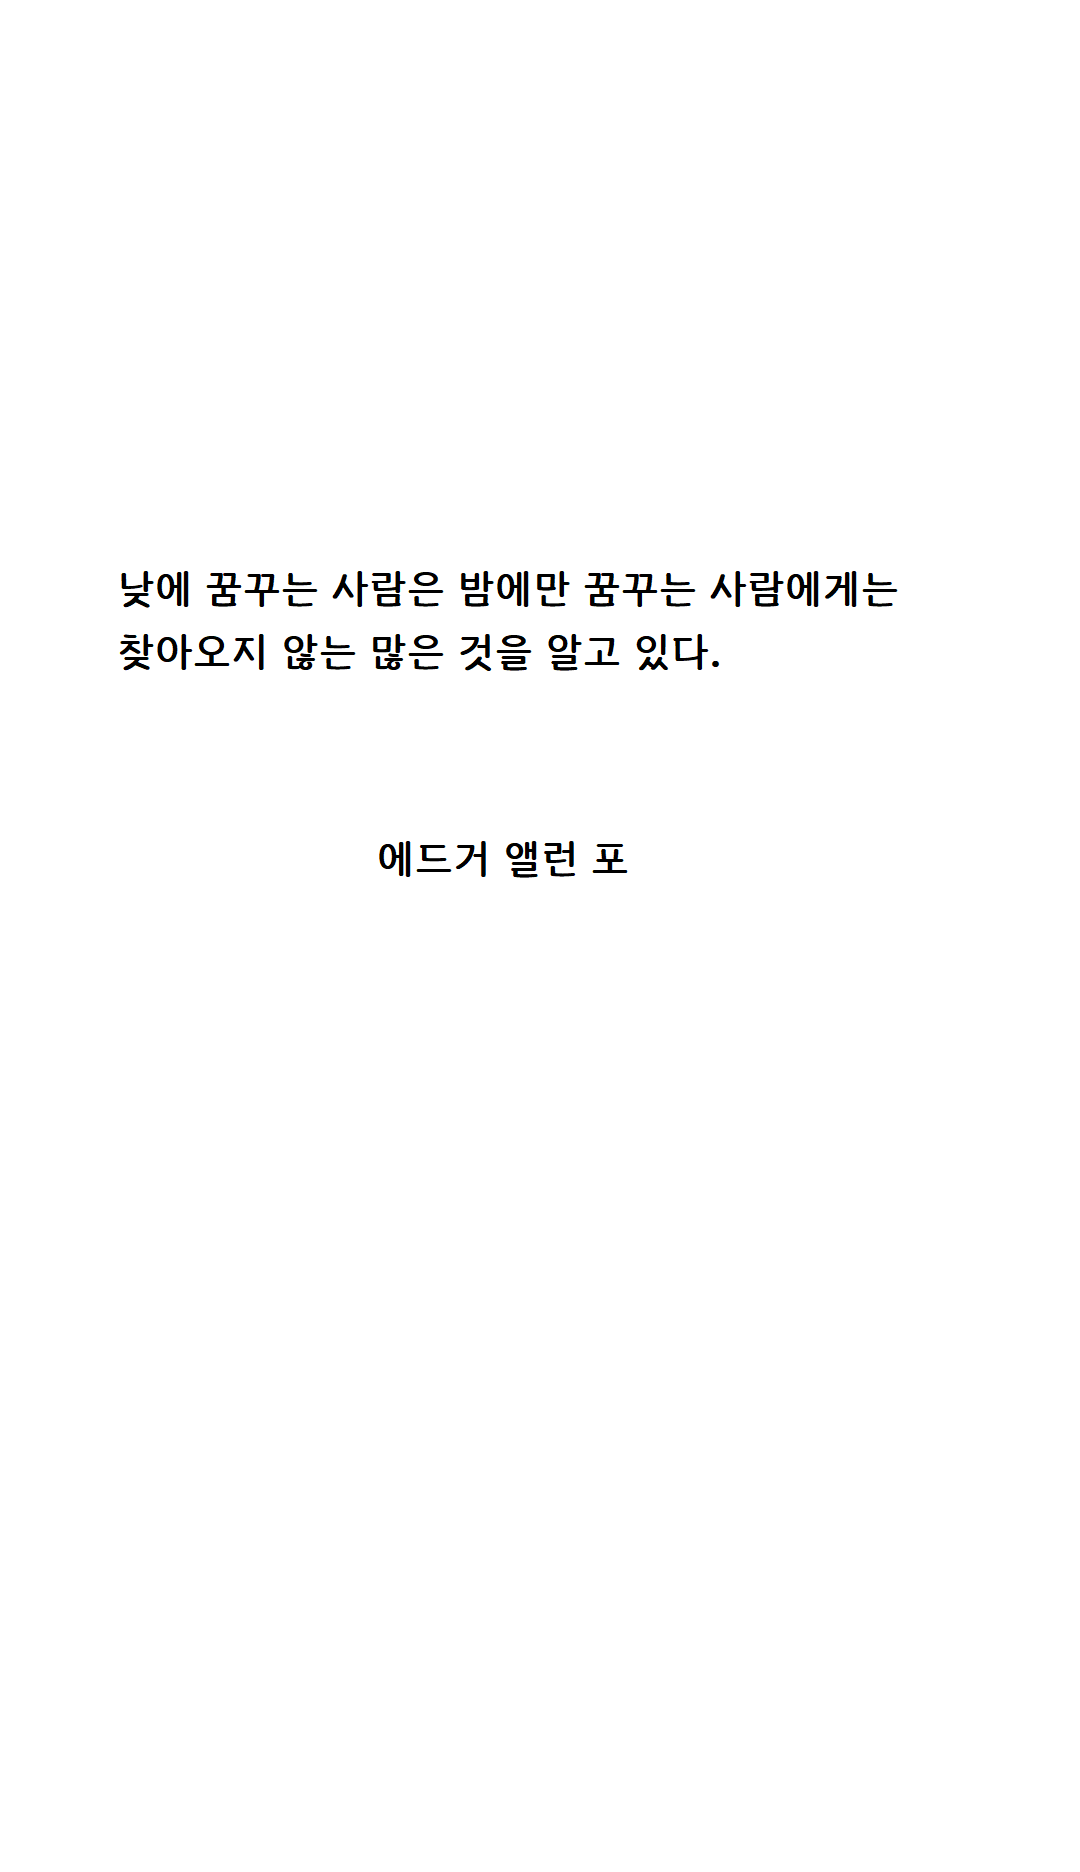 낮에 꿈꾸는 사람은 밤에만 꿈꾸는 사람에게는
찾아오지 않는 많은 것을 알고 있다.
에드거 앨런 포